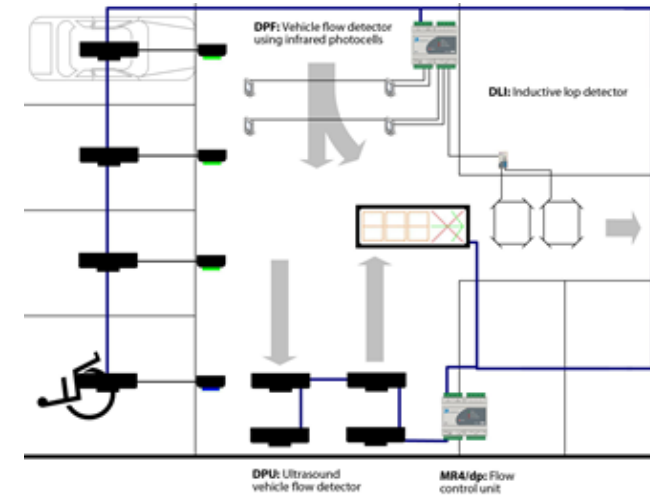 DPF: Vehicle flow detector
using infrared photocells
DLI: Inductive lop detector
DPU: Ultrasound
vehicle flow detector
MR4/dp: Flow
control unit